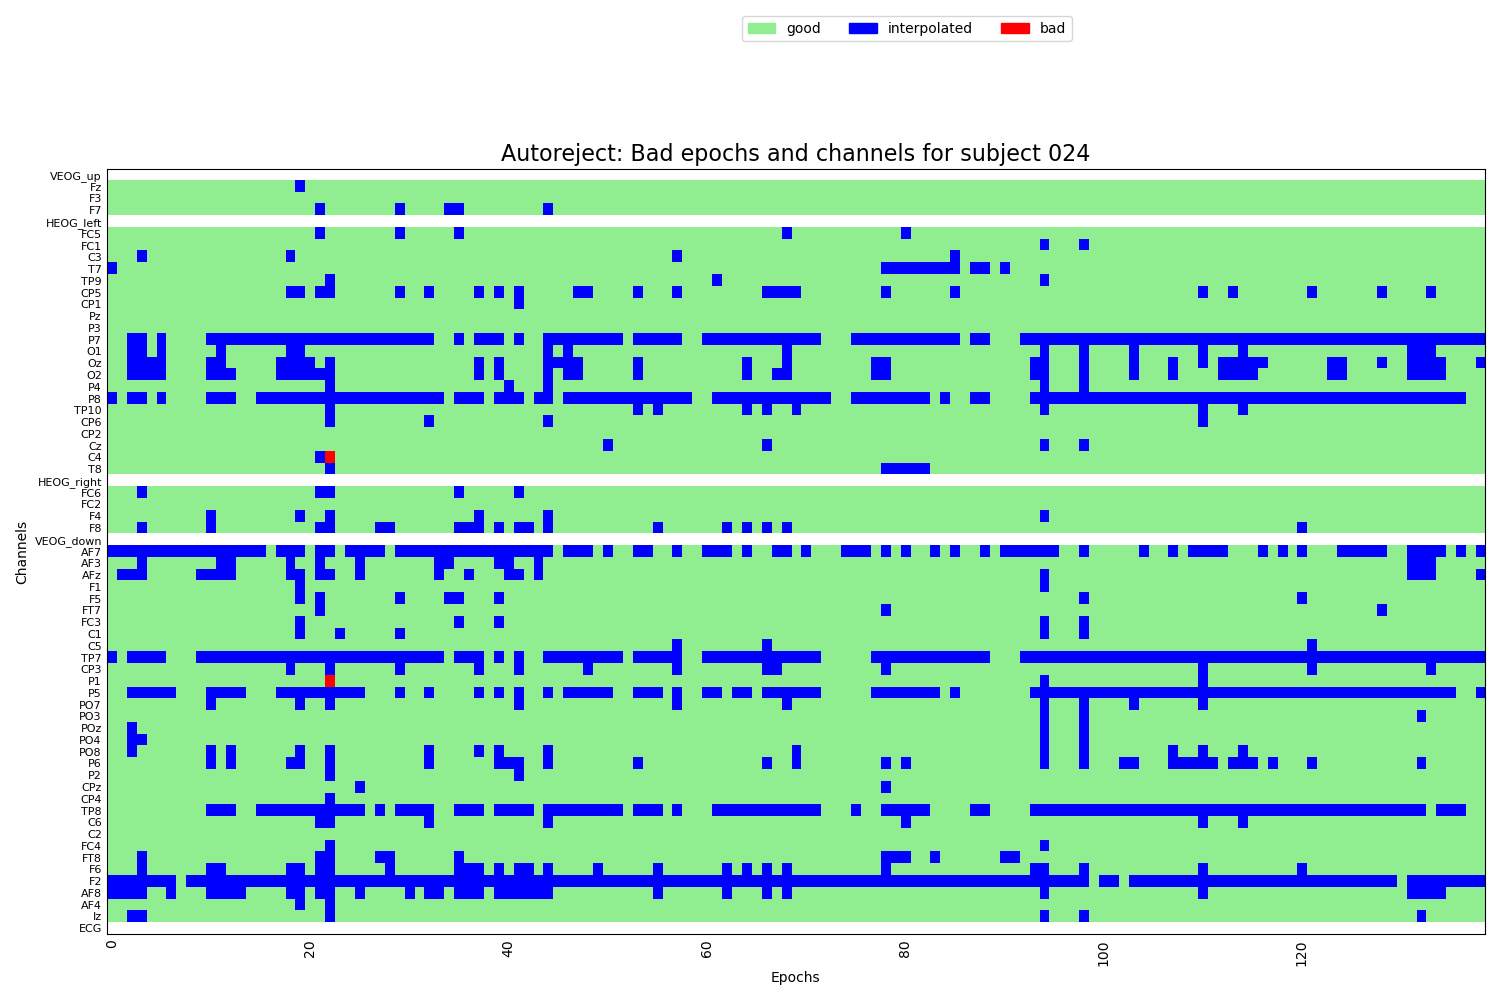 good interpolated bad
Autoreject: Bad epochs and channels for subject 024
VEOG_up
Fz
F3
F7
HEOG_left
FC5
FC1
C3
T7
TP9
CP5
CP1
Pz
P3
P7
O1
Oz
O2
P4
P8
TP10
CP6
CP2
Cz
C4
T8
HEOG_right
FC6
FC2
F4
F8
VEOG_down
AF7
AF3
AFz
F1
F5
FT7
FC3
C1
C5
TP7
CP3
P1
P5
PO7
PO3
POz
PO4
PO8
P6
P2
CPz
CP4
TP8
C6
C2
FC4
FT8
F6
F2
AF8
AF4
Iz
ECG
Channels
0 20 40 60 80 100 120
Epochs